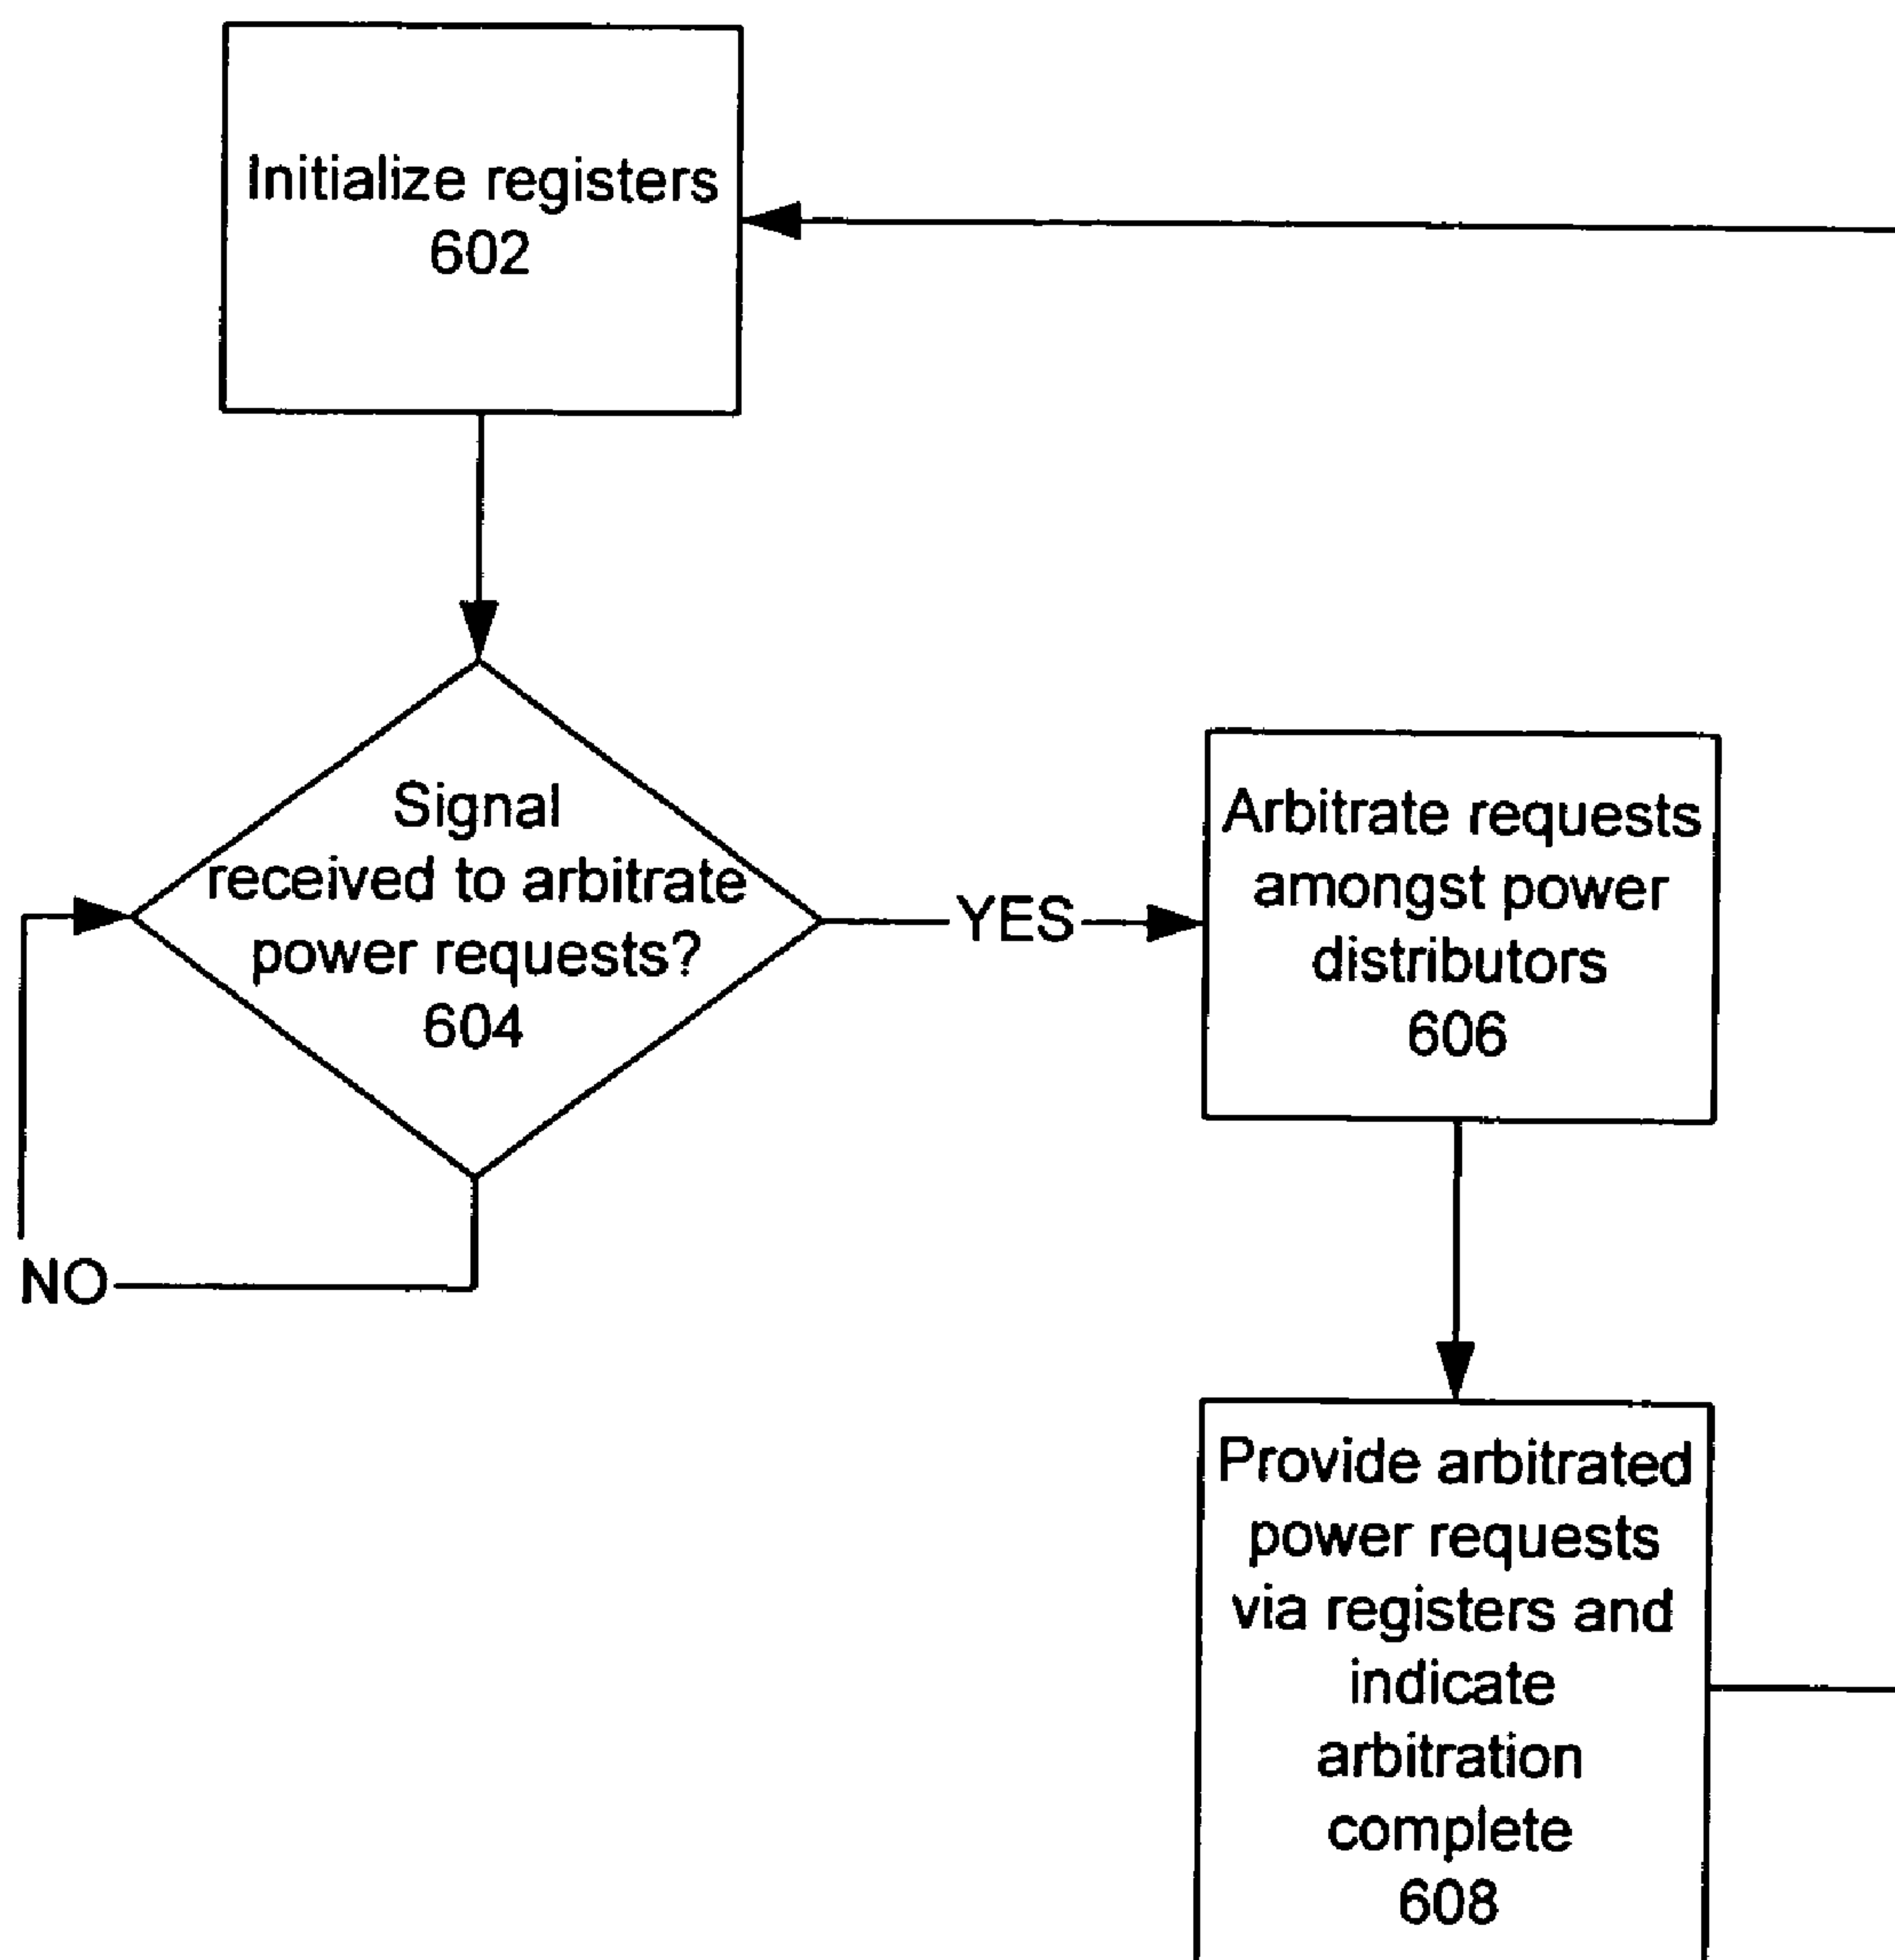 Initialize registers
602
Signal
received to arbitrate
power requests?
604
YES
NO
Arbitrate requests
amongst power
distributors
606
Provide arbitrated
power requests
via registers and
indicate
arbitration
complete
608